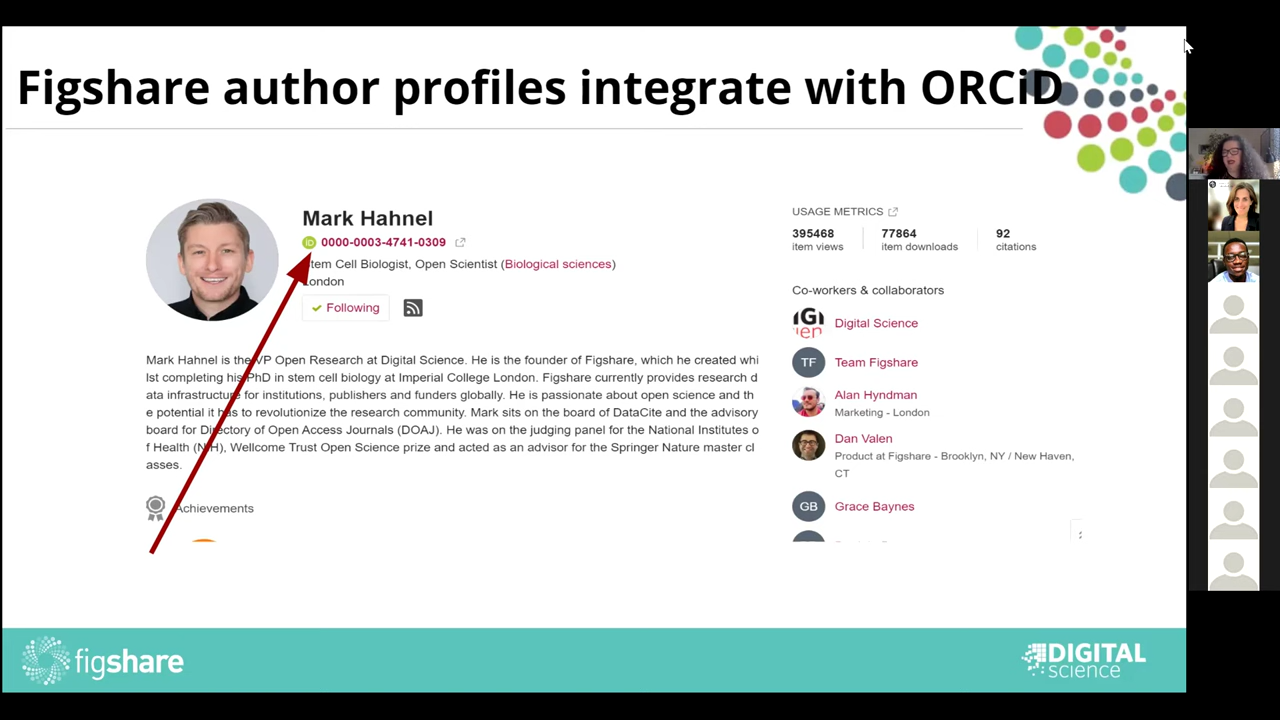 Figshare author profiles integrate with ORCiD
Mark Hahnel
iD 0000-0003-4741-0309
tem Cell Biologist, Open Scientist (Biological sciences)
ondon
Following
Mark Hahnel is the VP Open Research at Digital Science. He is the founder of Figshare, which he created whi
lst completing his PhD in stem cell biology at Imperial College London. Figshare currently provides research d
ata infrastructure for institutions, publishers and funders globally. He is passionate about open science and th
e potential it has to revolutionize the research community. Mark sits on the board of DataCite and the advisory
board for Directory of Open Access Journals (DOAJ). He was on the judging panel for the National Institutes o
f Health (NIH), Wellcome Trust Open Science prize and acted as an advisor for the Springer Nature master cl
asses.
Achievements
USAGE METRICS
395468 77864 92
item views item downloads citations
Co-workers & collaborators
Digital Science
TF Team Figshare
Alan Hyndman
Marketing - London
Dan Valen
Product at Figshare - Brooklyn, NY / New Haven,
CT
GB Grace Baynes
figshare
DIGITAL
science